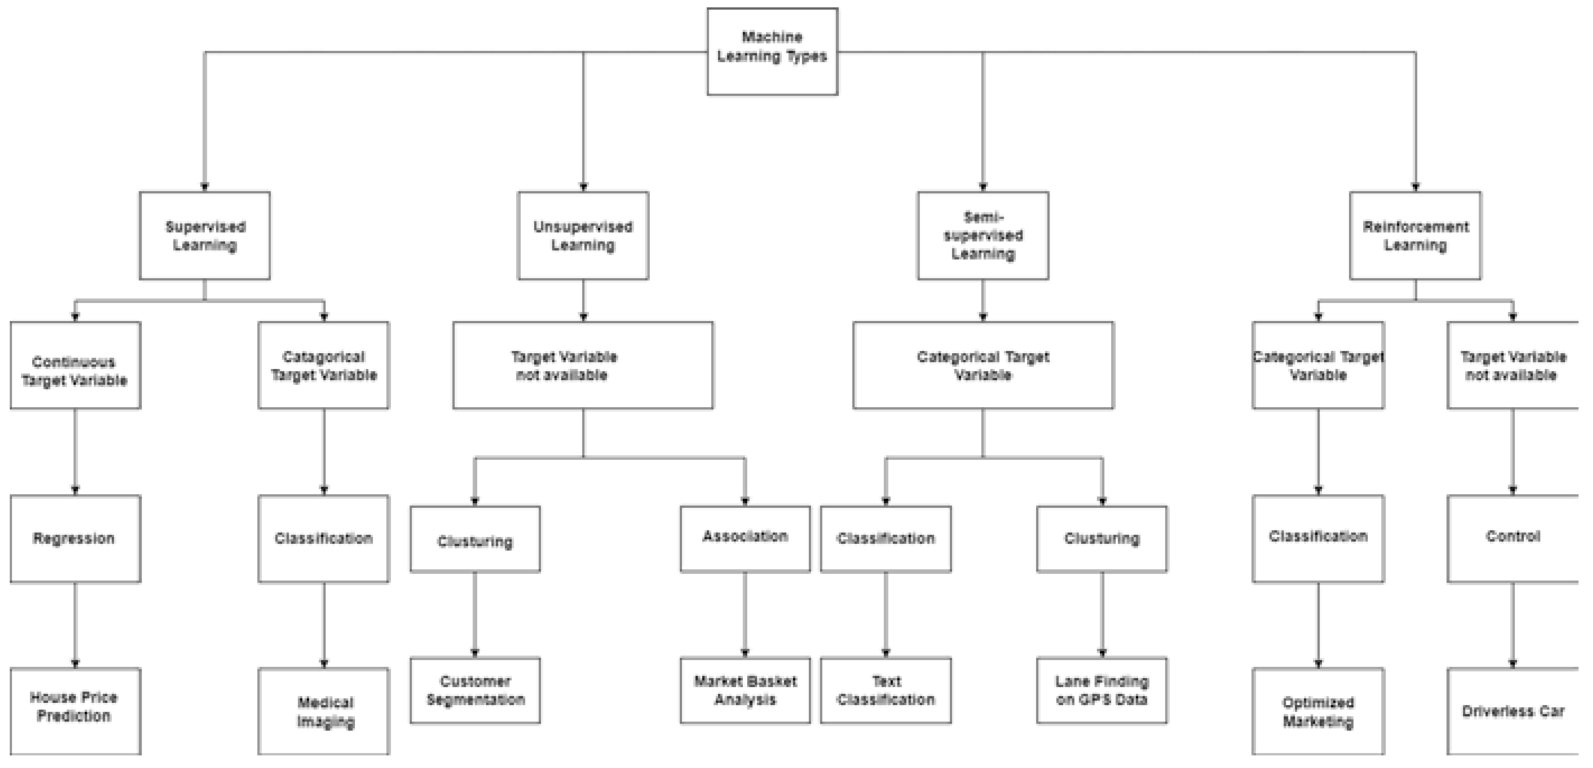 Machine
Learning Types
Supervised
Learning
Unsupervised
Learning
Semi-
supervised
Learning
Reinforcement
Learning
Continuous
Target Variable
Catagorical
Target Variable
Target Variable
not available
Categorical Target
Variable
Categorical Target
Variable
Target Variable
not available
Regression
Classification
Clusturing
Association
Classification
Clusturing
Classification
Control
House Price
Prediction
Medical
Imaging
Customer
Segmentation
Market Basket
Analysis
Text
Classification
Lane Finding
on GPS Data
Optimized
Marketing
Driverless Car